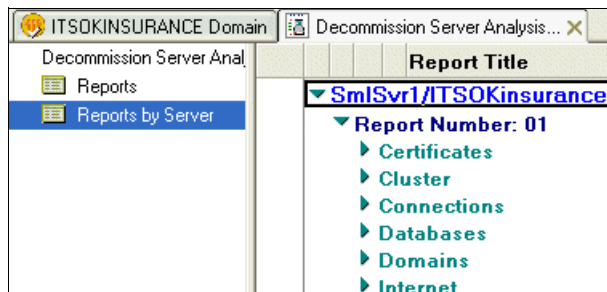 ITSOKINSURANCE Domain
Decommission Server Analysis...
Decommission Server Anal
Reports
Reports by Server
Report Title
SmlSvr1/ITSOKinsurance
Report Number: 01
Certificates
Cluster
Connections
Databases
Domains
Internet